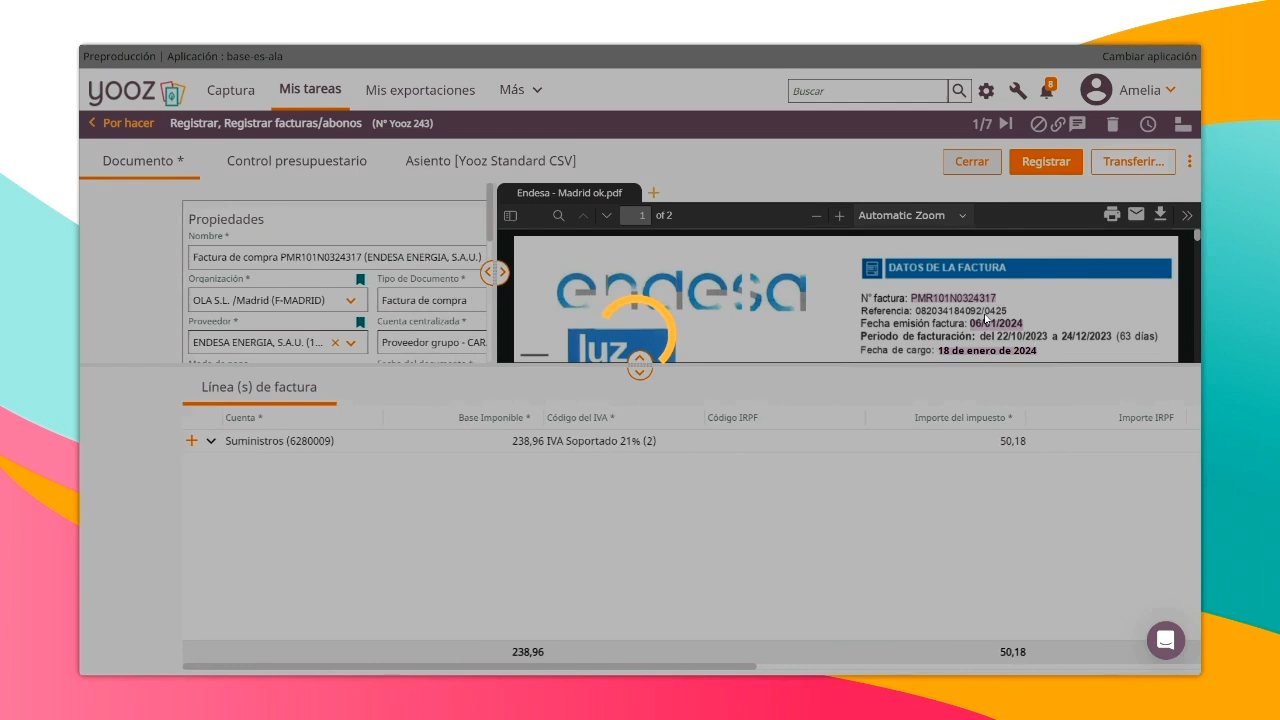 Preproducción | Aplicación : base-es-ala
Cambiar aplicación
yooz
Captura
Mis tareas
Mis exportaciones
Más
Buscar
8
Amelia
Por hacer
Registrar, Registrar facturas/abonos (N° Yooz 243)
1/7
Documento *
Control presupuestario
Asiento [Yooz Standard CSV]
Cerrar
Registrar
Transferir...
Endesa - Madrid ok.pdf
1 of 2
Automatic Zoom
Propiedades
Nombre *
Factura de compra PMR101N0324317 (ENDESA ENERGIA, S.A.U.)
Organización *
Tipo de Documento *
OLA S.L. /Madrid (F-MADRID)
Factura de compra
Proveedor *
Cuenta centralizada *
ENDESA ENERGIA, S.A.U. (1...
Proveedor grupo - CAR
endesa
luz
DATOS DE LA FACTURA
N° factura: PMR101N0324317
Referencia: 082034184092/0425
Fecha emisión factura: 06/01/2024
Periodo de facturación: del 22/10/2023 a 24/12/2023 (63 días)
Fecha de cargo: 18 de enero de 2024
Línea (s) de factura
Cuenta *
Base Imponible *
Código del IVA *
Código IRPF
Importe del impuesto *
Importe IRPF
Suministros (6280009)
238,96
IVA Soportado 21% (2)
50,18
238,96
50,18